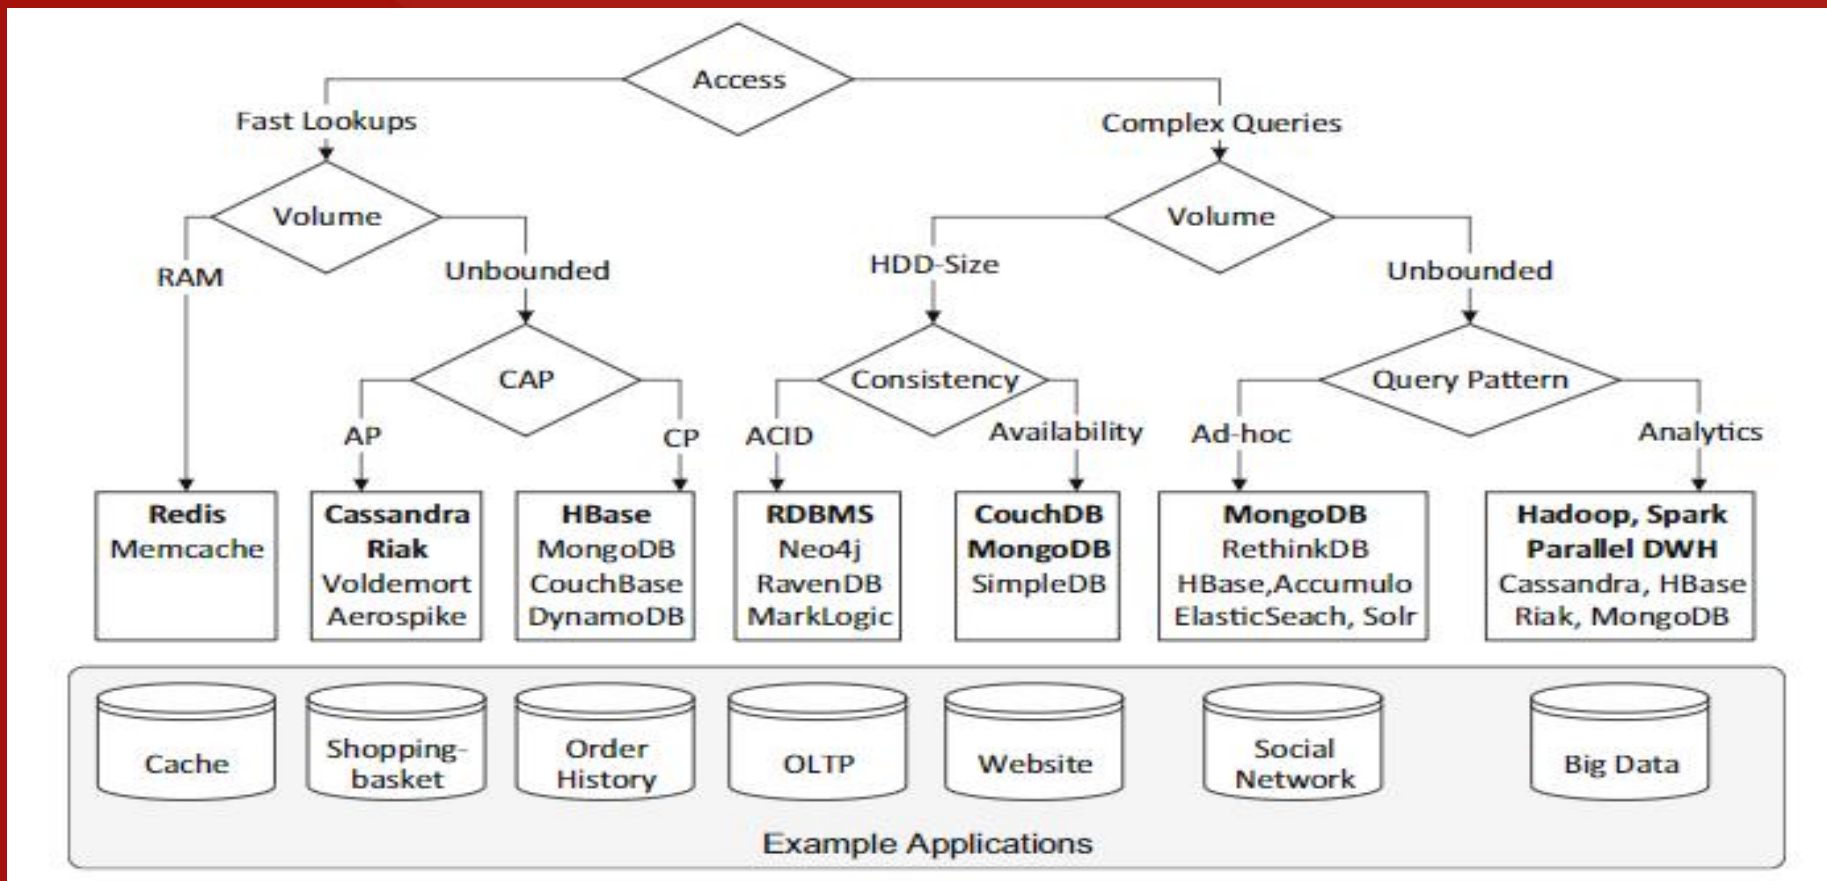 Access
Fast Lookups
Complex Queries
Volume
Volume
RAM
Unbounded
HDD-Size
Unbounded
CAP
Consistency
Query Pattern
AP
CP
ACID
Availability
Ad-hoc
Analytics
Redis
Memcache
Cassandra
Riak
Voldemort
Aerospike
HBase
MongoDB
CouchBase
DynamoDB
RDBMS
Neo4j
RavenDB
MarkLogic
CouchDB
MongoDB
SimpleDB
MongoDB
RethinkDB
HBase,Accumulo
ElasticSeach, Solr
Hadoop, Spark
Parallel DWH
Cassandra, HBase
Riak, MongoDB
Cache
Shopping-
basket
Order
History
OLTP
Website
Social
Network
Big Data
Example Applications